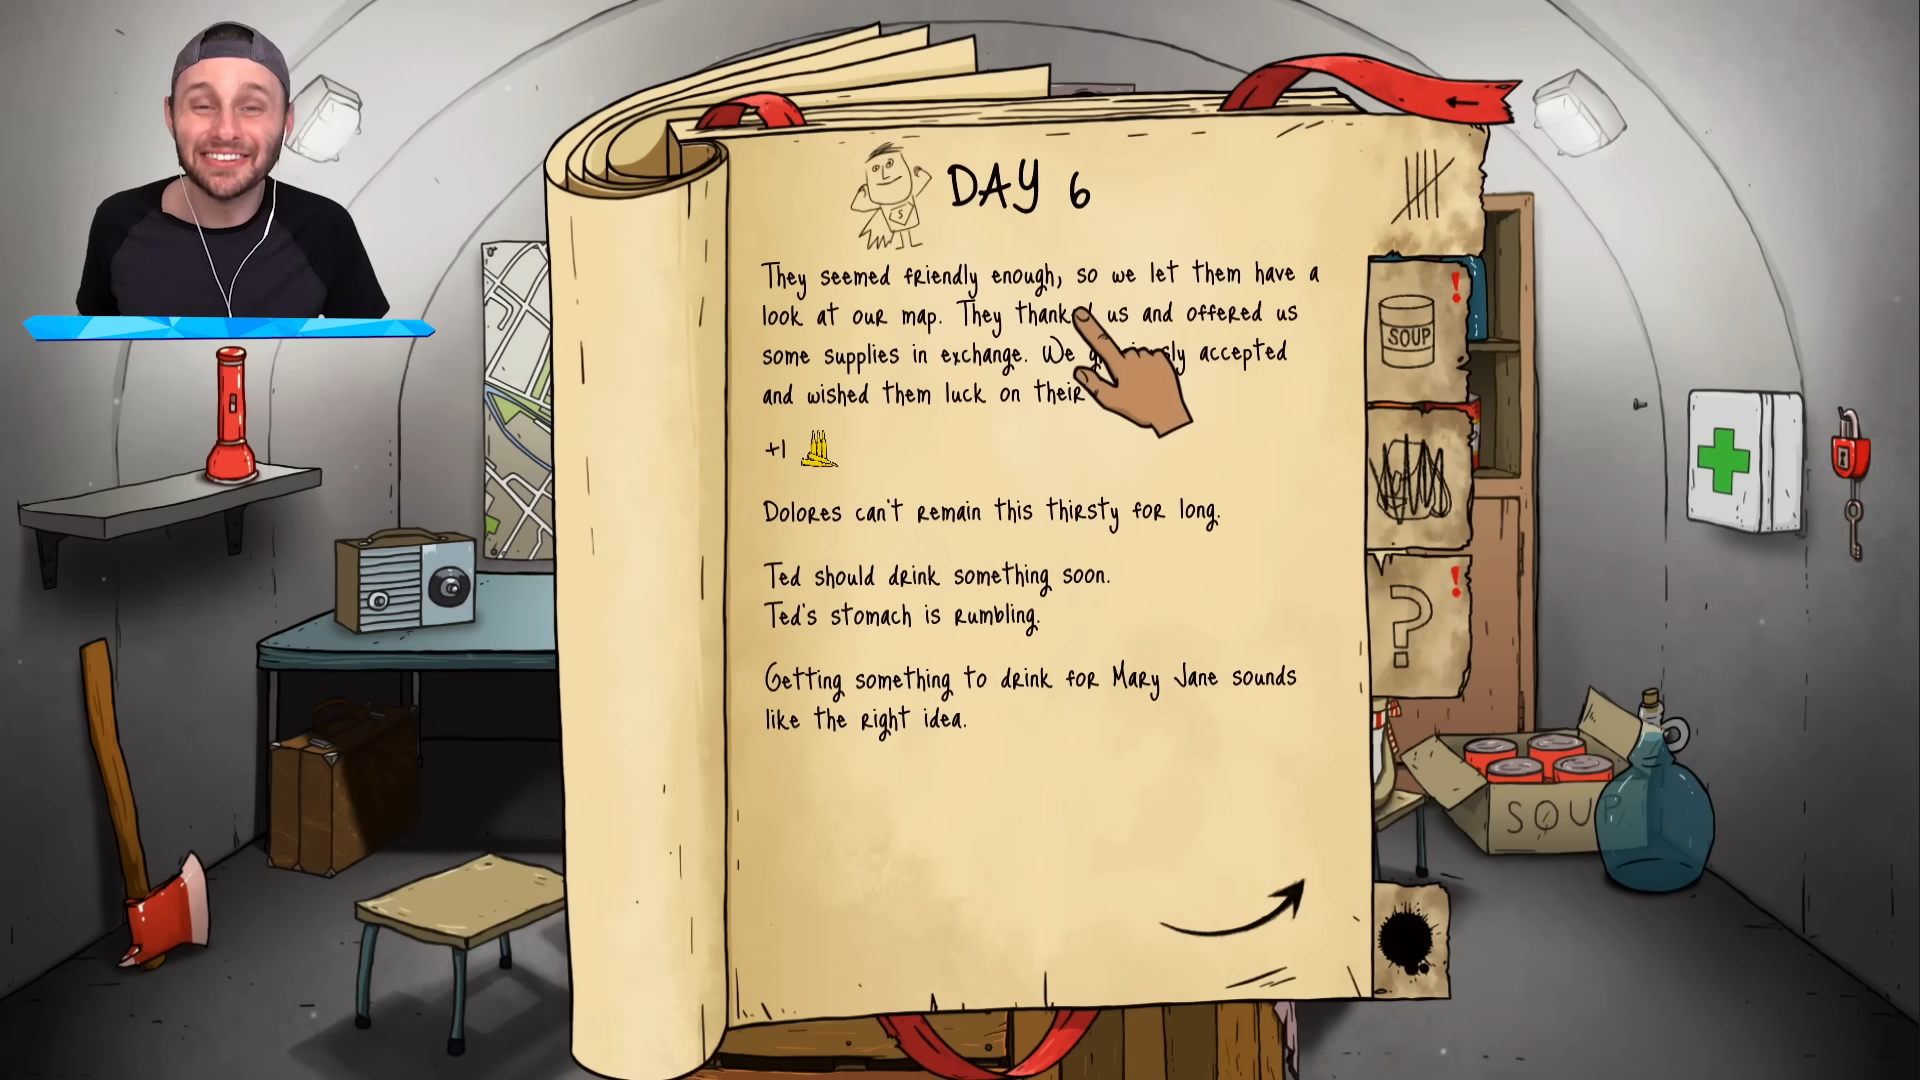 DAY 6
They seemed friendly enough, so we let them have a
look at our map. They thanked us and offered us
some supplies in exchange. We accepted
and wished them luck on their
+1
Dolores can't remain this thirsty for long.
Ted should drink something soon.
Ted's stomach is rumbling.
Getting something to drink for Mary Jane sounds
like the right idea.
!
SOUP
!
?
SOUP
S